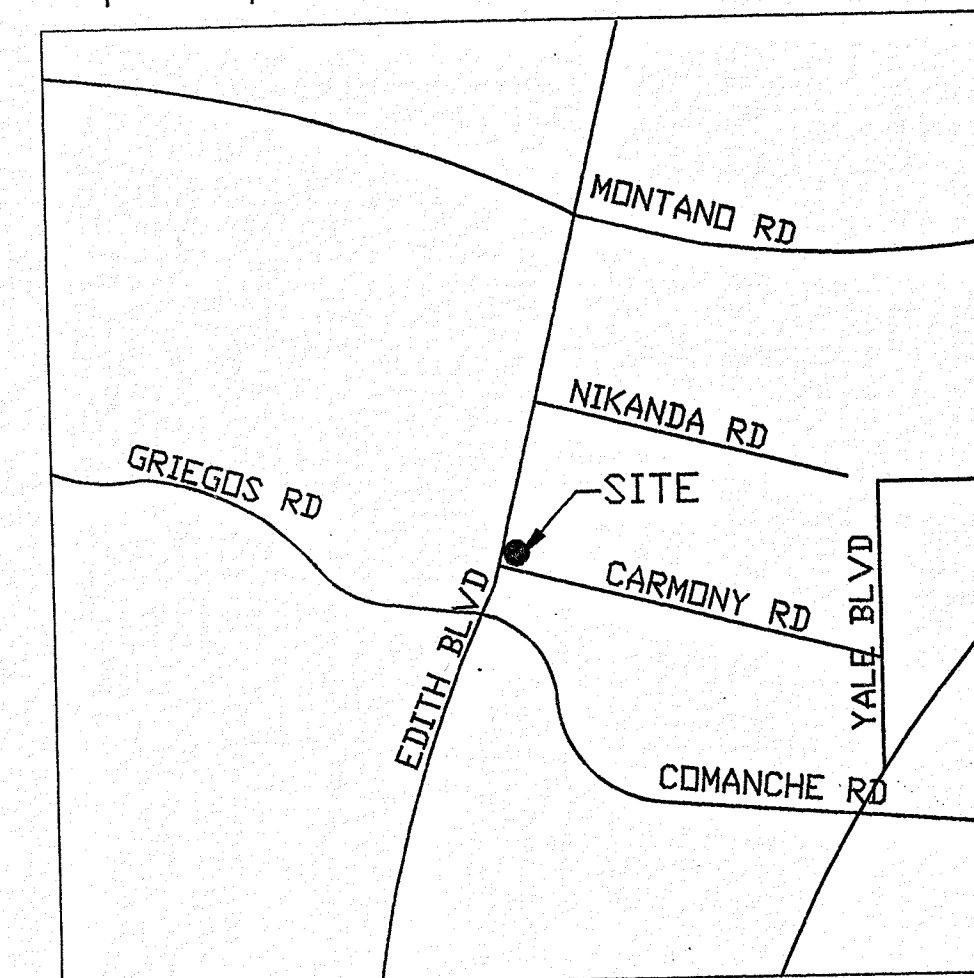 MONTANO RD
NIKANDA RD
GRIEGOS RD
SITE
CARMONY RD
YALE BLVD
EDITH BLVD
COMANCHE RD